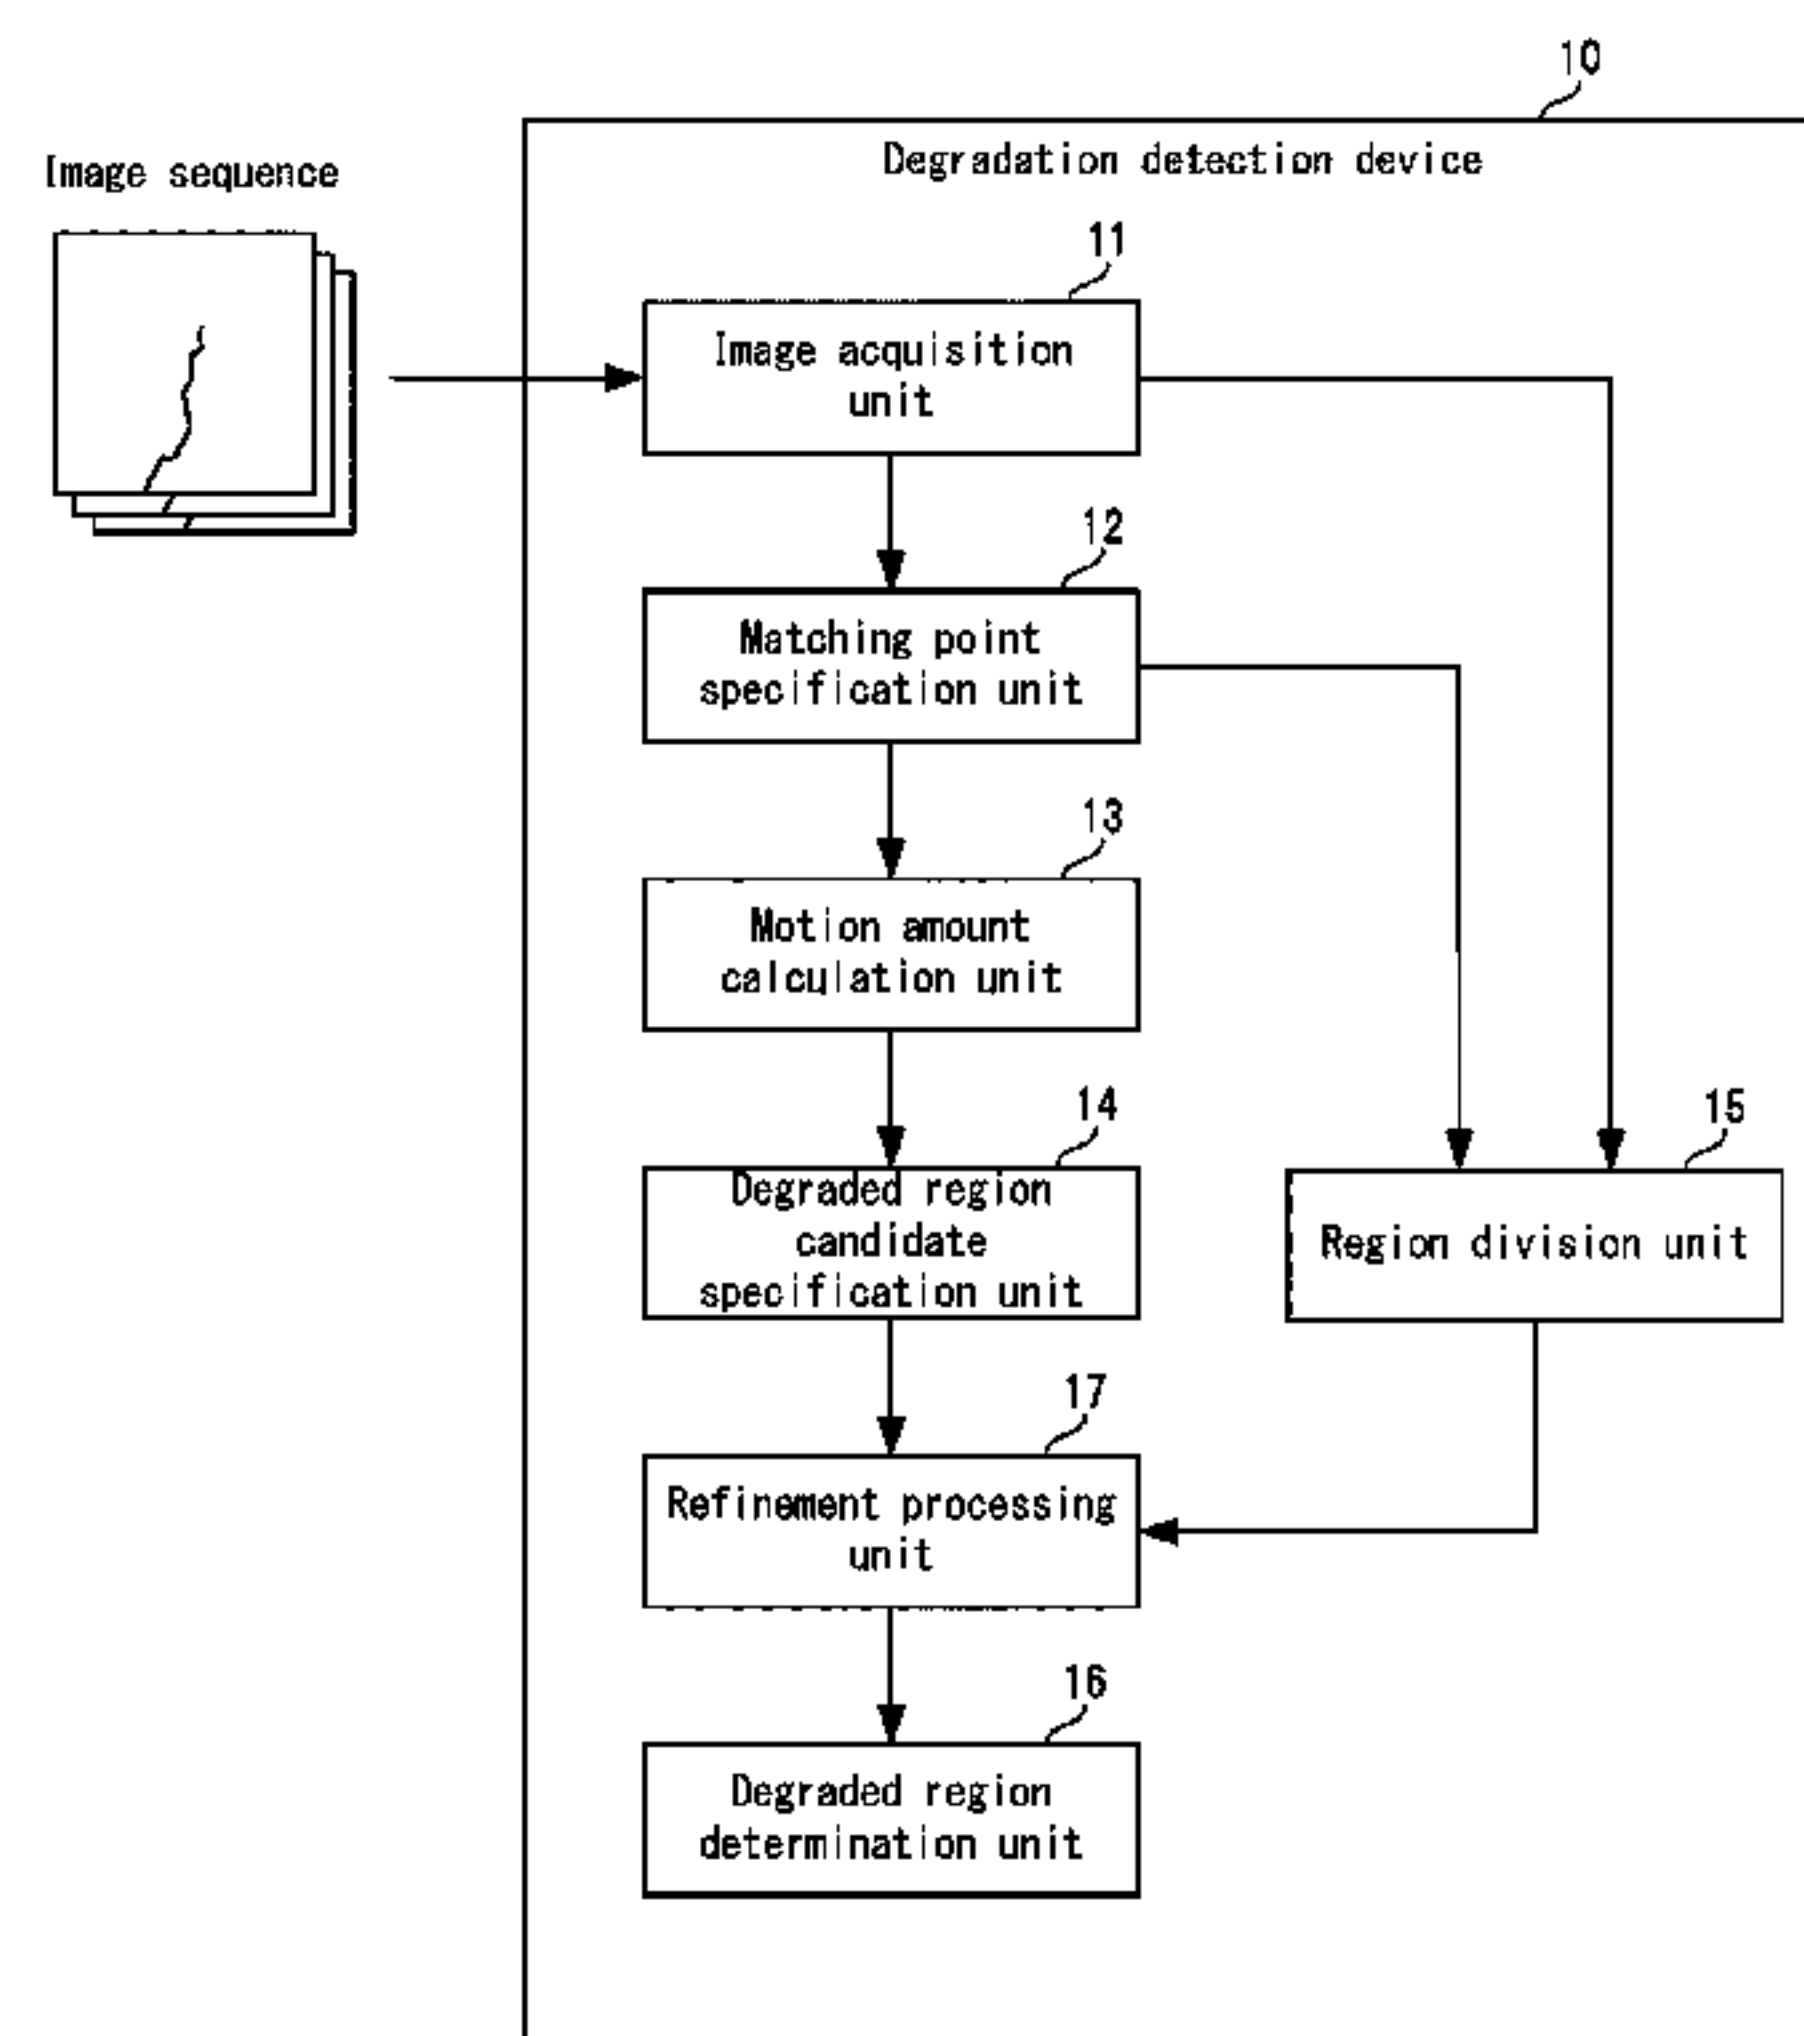 10
Degradation detection device
Image sequence
11
Image acquisition
unit
12
Matching point
specification unit
13
Motion amount
calculation unit
14
Degraded region
candidate
specification unit
15
Region division unit
17
Refinement processing
unit
16
Degraded region
determination unit